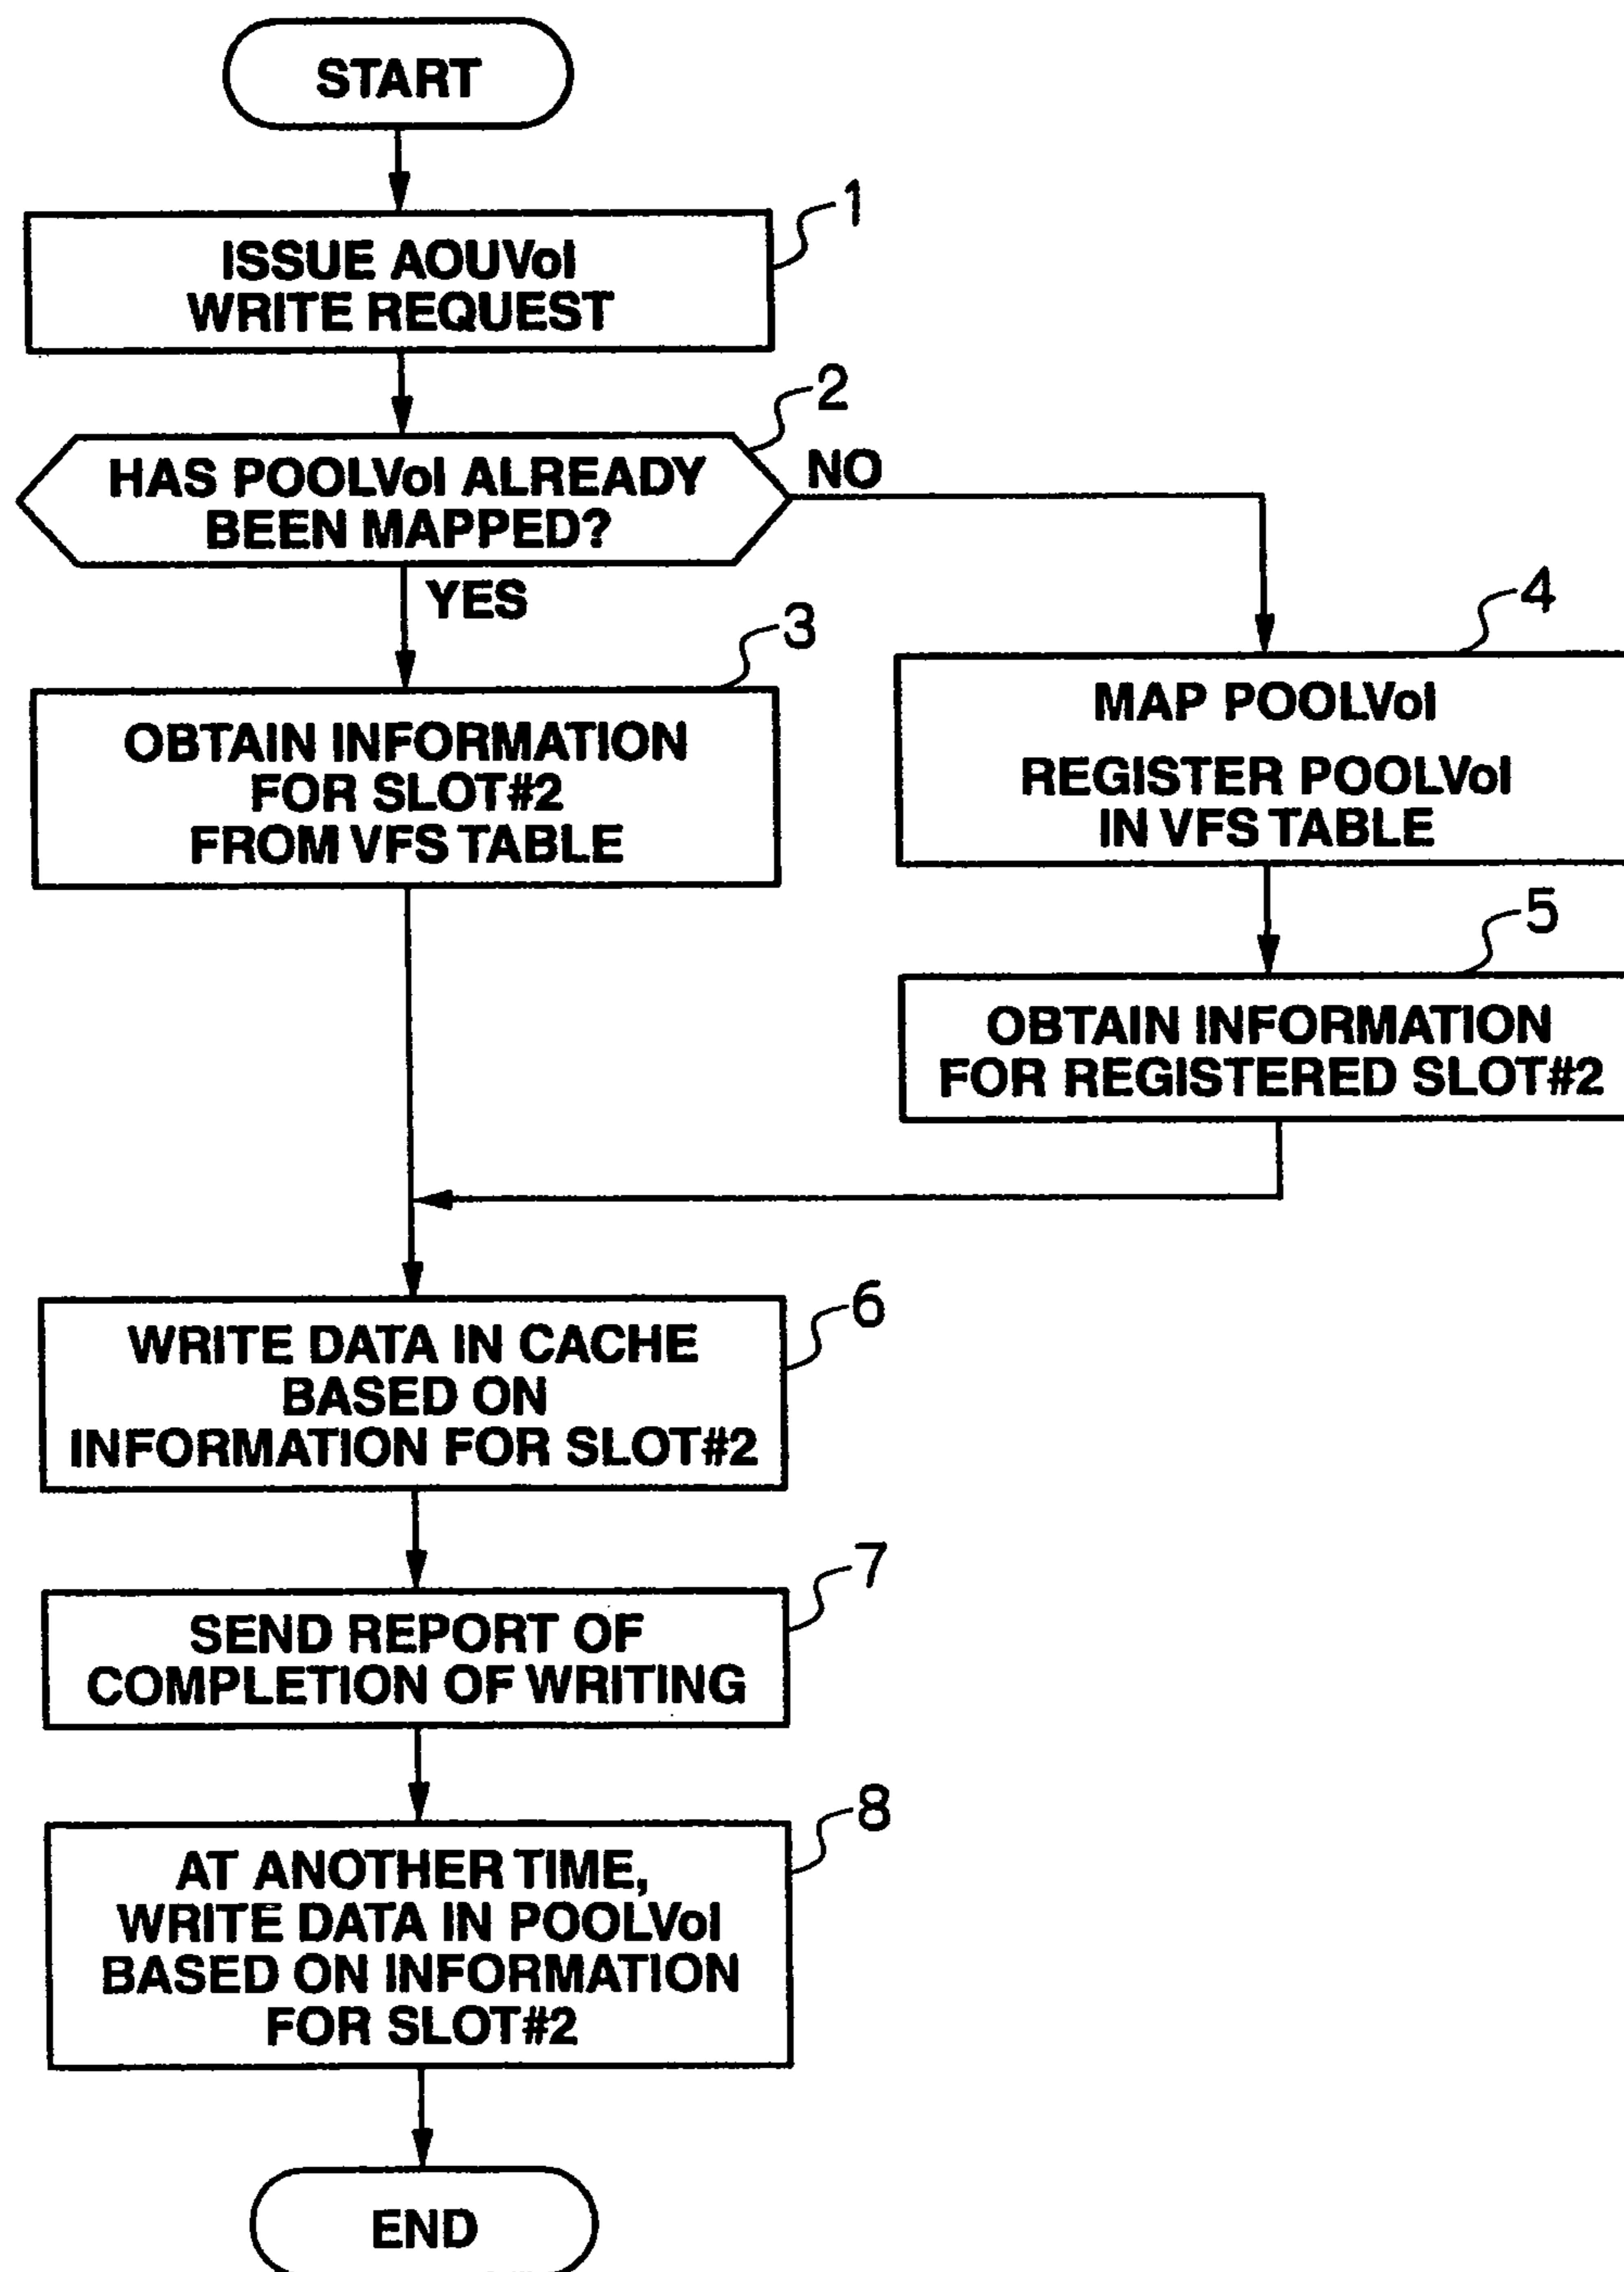 START
1
ISSUE AOUVol
WRITE REQUEST
2
HAS POOLVol ALREADY
BEEN MAPPED?
NO
YES
3
OBTAIN INFORMATION
FOR SLOT#2
FROM VFS TABLE
4
MAP POOLVol
REGISTER POOLVol
IN VFS TABLE
5
OBTAIN INFORMATION
FOR REGISTERED SLOT#2
6
WRITE DATA IN CACHE
BASED ON
INFORMATION FOR SLOT#2
7
SEND REPORT OF
COMPLETION OF WRITING
8
AT ANOTHER TIME,
WRITE DATA IN POOLVol
BASED ON INFORMATION
FOR SLOT#2
END